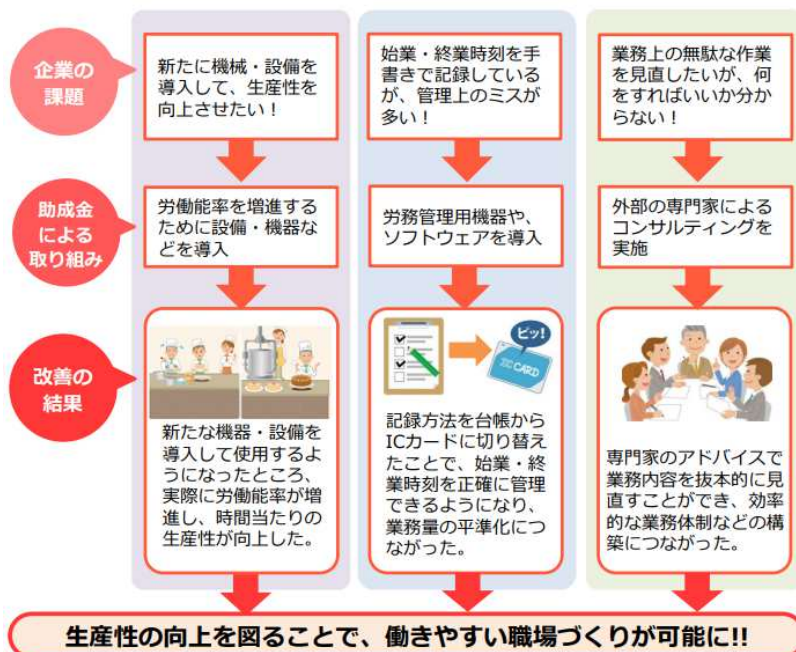 企業の
課題
新たに機械・設備を
導入して、生産性を
向上させたい！
始業・終業時刻を手
書きで記録している
が、管理上のミスが
多い！
業務上の無駄な作業
を見直したいが、何
をすればいいか分か
らない！
助成金
による
取り組み
労働能率を増進する
ために設備・機器な
どを導入
労務管理用機器や、
ソフトウェアを導入
外部の専門家による
コンサルティングを
実施
改善の
結果
新たな機器・設備を
導入して使用するよ
うになったところ、
実際に労働能率が増
進し、時間当たりの
生産性が向上した。
ピッ!
IC CARD
記録方法を台帳から
ICカードに切り替え
たことで、始業・終
業時刻を正確に管理
できるようになり、
業務量の平準化につ
ながった。
専門家のアドバイスで
業務内容を抜本的に見
直すことができ、効率
的な業務体制などの構
築につながった。
生産性の向上を図ることで、働きやすい職場づくりが可能に!!